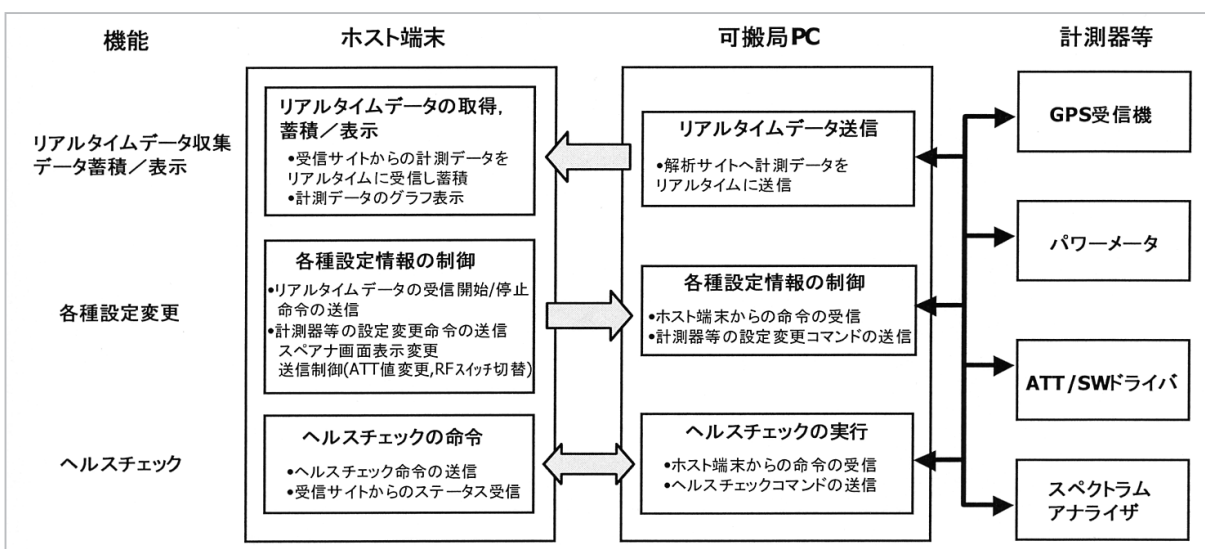 機能
ホスト端末
可搬局PC
計測器等
リアルタイムデータ収集
データ蓄積／表示
リアルタイムデータの取得,
蓄積／表示
•受信サイトからの計測データを
リアルタイムに受信し蓄積
•計測データのグラフ表示
リアルタイムデータ送信
•解析サイトへ計測データを
リアルタイムに送信
GPS受信機
パワーメータ
各種設定変更
各種設定情報の制御
•リアルタイムデータの受信開始/停止
命令の送信
•計測器等の設定変更命令の送信
スペアナ画面表示変更
送信制御(ATT値変更,RFスイッチ切替)
各種設定情報の制御
•ホスト端末からの命令の受信
•計測器等の設定変更コマンドの送信
ATT/SWドライバ
ヘルスチェック
ヘルスチェックの命令
•ヘルスチェック命令の送信
•受信サイトからのステータス受信
ヘルスチェックの実行
•ホスト端末からの命令の受信
•ヘルスチェックコマンドの送信
スペクトラム
アナライザ